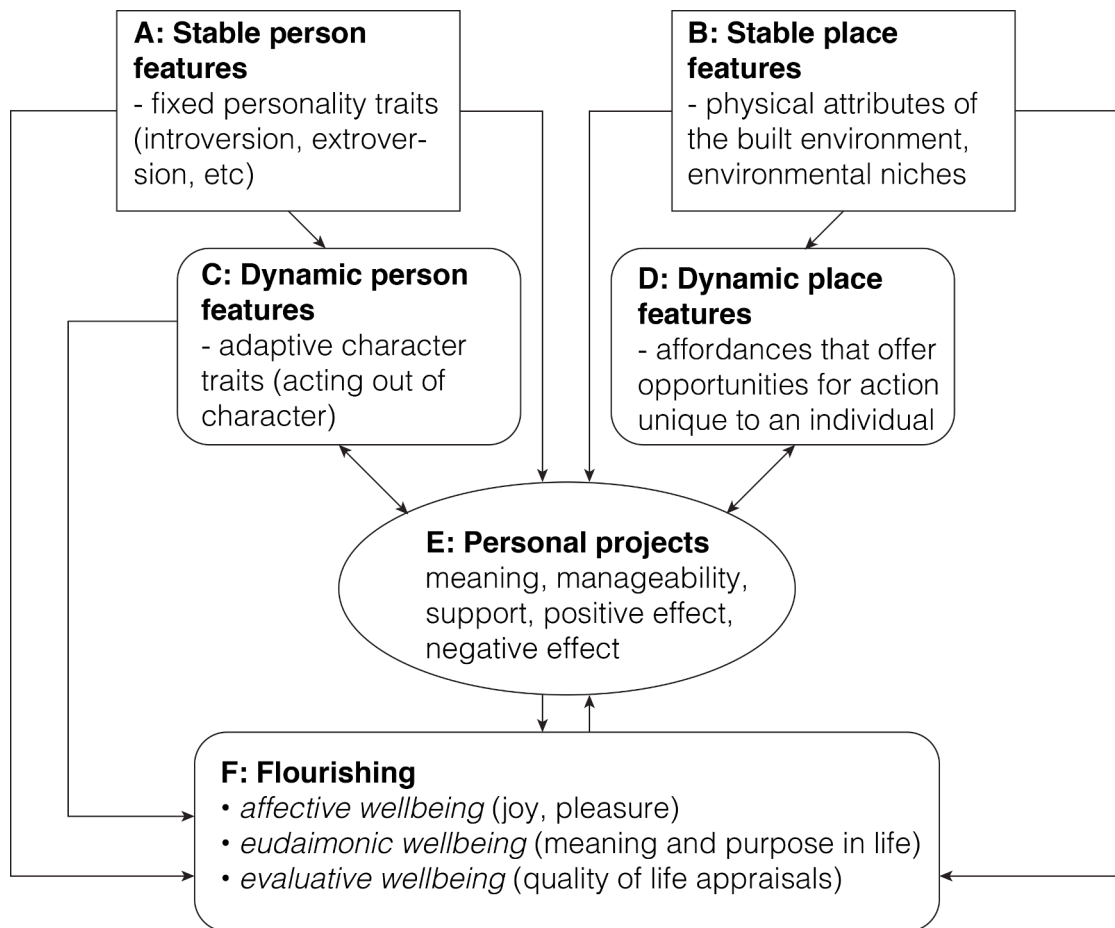 A: Stable person
features
- fixed personality traits
(introversion, extrover-
sion, etc)
B: Stable place
features
- physical attributes of
the built environment,
environmental niches
C: Dynamic person
features
- adaptive character
traits (acting out of
character)
D: Dynamic place
features
- affordances that offer
opportunities for action
unique to an individual
E: Personal projects
meaning, manageability,
support, positive effect,
negative effect
F: Flourishing
• affective wellbeing (joy, pleasure)
• eudaimonic wellbeing (meaning and purpose in life)
• evaluative wellbeing (quality of life appraisals)